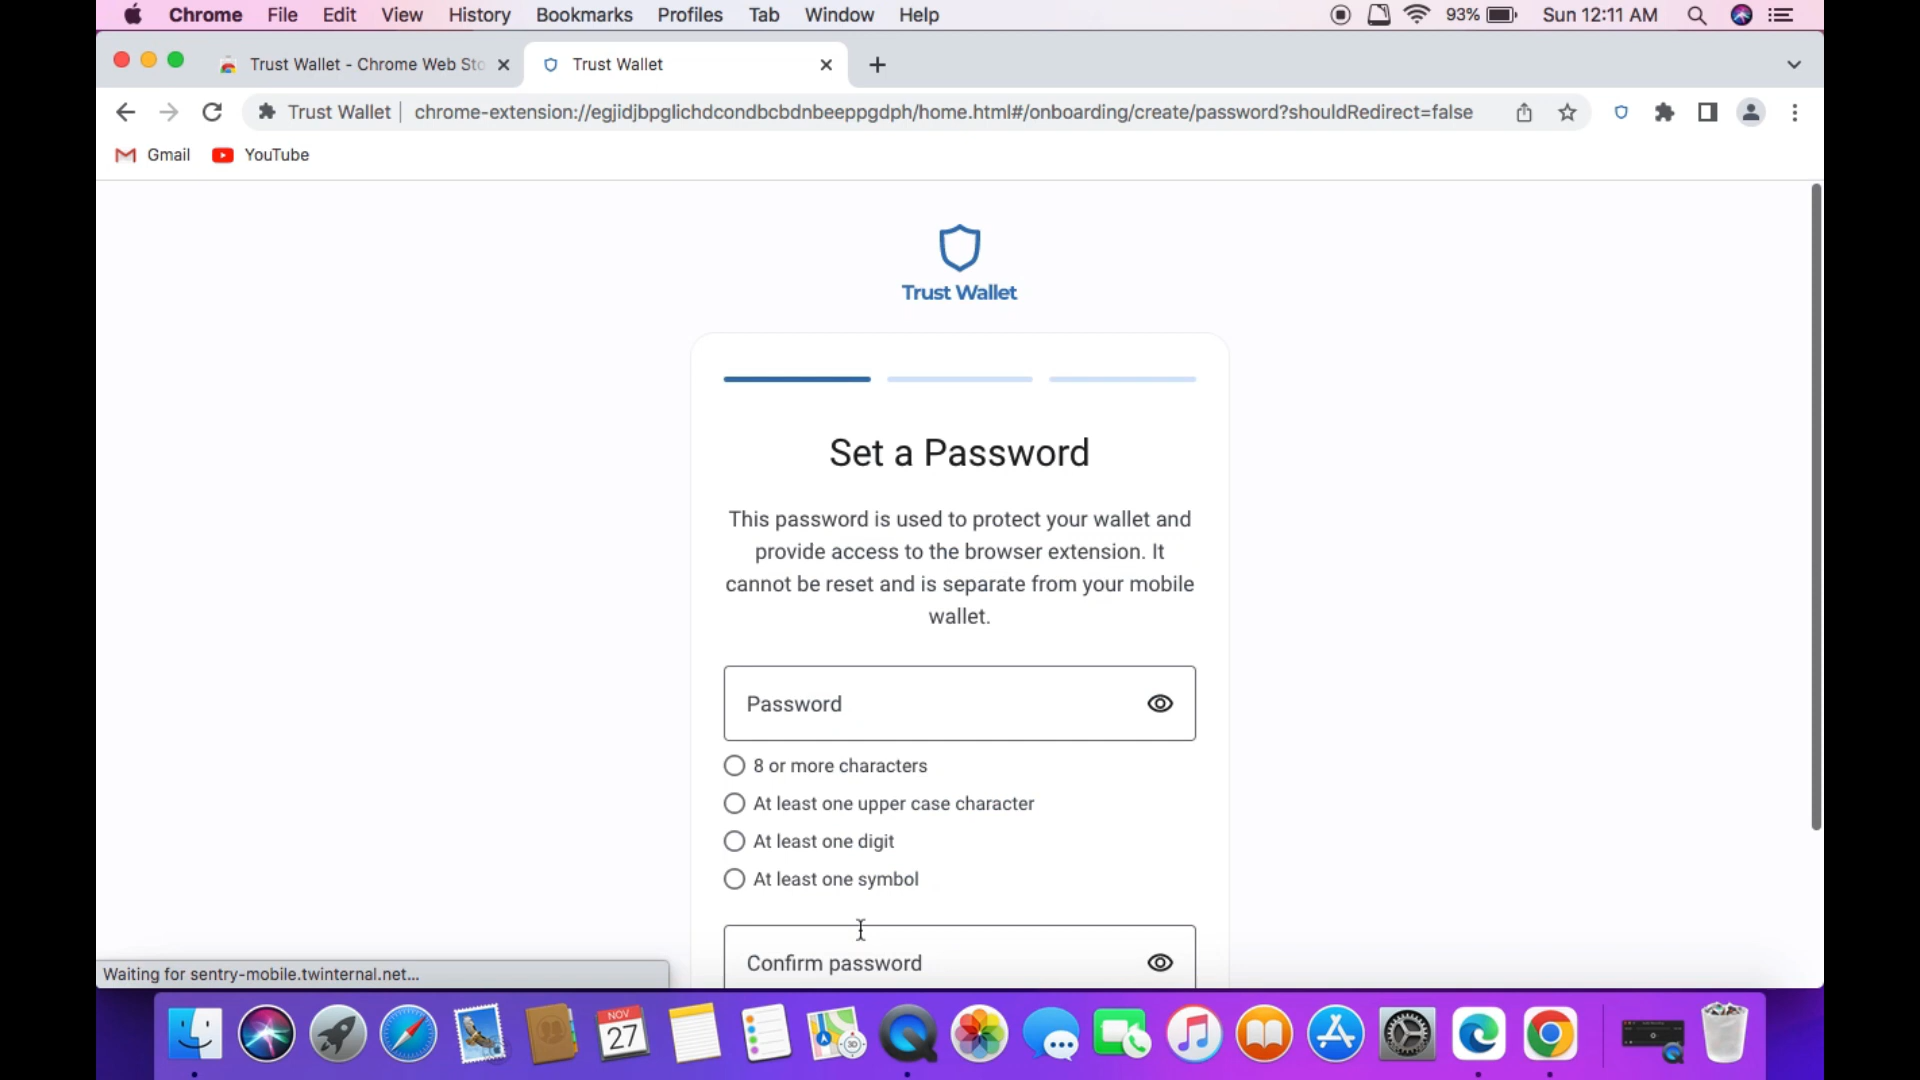 Chrome File Edit View History Bookmarks Profiles Tab Window Help 93% Sun 12:11 AM
Trust Wallet - Chrome Web Sto Trust Wallet
Trust Wallet chrome-extension://egjidjbpglichdcondbcbdnbeeppgdph/home.html#/onboarding/create/password?shouldRedirect=false
Gmail YouTube
Trust Wallet
Set a Password
This password is used to protect your wallet and
provide access to the browser extension. It
cannot be reset and is separate from your mobile
wallet.
Password
8 or more characters
At least one upper case character
At least one digit
At least one symbol
Confirm password
Waiting for sentry-mobile.twinternal.net...
NOV
27